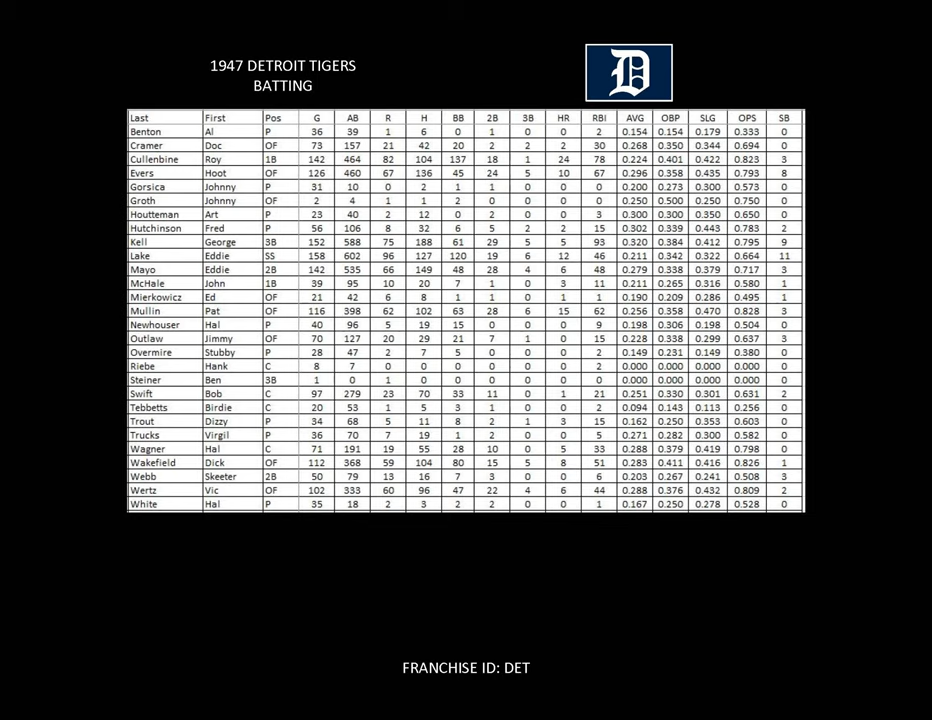 1947 DETROIT TIGERS
BATTING
D
Last First Pos G AB R H BB 2B 3B HR RBI AVG OBP SLG OPS SB
Benton Al P 36 39 1 6 0 1 0 0 2 0.154 0.154 0.179 0.333 0
Cramer Doc OF 73 157 21 42 20 2 2 2 30 0.268 0.350 0.344 0.694 0
Cullenbine Roy 1B 142 464 82 104 137 18 1 24 78 0.224 0.401 0.422 0.823 3
Evers Hoot OF 126 460 67 136 45 24 5 10 67 0.296 0.358 0.435 0.793 8
Gorsica Johnny P 31 10 0 2 1 1 0 0 0 0.200 0.273 0.300 0.573 0
Groth Johnny OF 2 4 1 1 2 0 0 0 0 0.250 0.500 0.250 0.750 0
Houtteman Art P 23 40 2 12 0 2 0 0 3 0.300 0.300 0.350 0.650 0
Hutchinson Fred P 56 106 8 32 6 5 2 2 15 0.302 0.339 0.443 0.783 2
Kell George 3B 152 588 75 188 61 29 5 5 93 0.320 0.384 0.412 0.795 9
Lake Eddie SS 158 602 96 127 120 19 6 12 46 0.211 0.342 0.322 0.664 11
Mayo Eddie 2B 142 535 66 149 48 28 4 6 48 0.279 0.338 0.379 0.717 3
McHale John 1B 39 95 10 20 7 1 0 3 11 0.211 0.265 0.316 0.580 1
Mierkowicz Ed OF 21 42 6 8 1 1 0 1 1 0.190 0.209 0.286 0.495 1
Mullin Pat OF 116 398 62 102 63 28 6 15 62 0.256 0.358 0.470 0.828 3
Newhouser Hal P 40 96 5 19 15 0 0 0 9 0.198 0.306 0.198 0.504 0
Outlaw Jimmy OF 70 127 20 29 21 7 1 0 15 0.228 0.338 0.299 0.637 3
Overmire Stubby P 28 47 2 7 5 0 0 0 2 0.149 0.231 0.149 0.380 0
Riebe Hank C 8 7 0 0 0 0 0 0 2 0.000 0.000 0.000 0.000 0
Steiner Ben 3B 1 0 1 0 0 0 0 0 0 0.000 0.000 0.000 0.000 0
Swift Bob C 97 279 23 70 33 11 0 1 21 0.251 0.330 0.301 0.631 2
Tebbetts Birdie C 20 53 1 5 3 1 0 0 2 0.094 0.143 0.113 0.256 0
Trout Dizzy P 34 68 5 11 8 2 1 3 15 0.162 0.250 0.353 0.603 0
Trucks Virgil P 36 70 7 19 1 2 0 0 5 0.271 0.282 0.300 0.582 0
Wagner Hal C 71 191 19 55 28 10 0 5 33 0.288 0.379 0.419 0.798 0
Wakefield Dick OF 112 368 59 104 80 15 5 8 51 0.283 0.411 0.416 0.826 1
Webb Skeeter 2B 50 79 13 16 7 3 0 0 6 0.203 0.267 0.241 0.508 3
Wertz Vic OF 102 333 60 96 47 22 4 6 44 0.288 0.376 0.432 0.809 2
White Hal P 35 18 2 3 2 2 0 0 1 0.167 0.250 0.278 0.528 0
FRANCHISE ID: DET